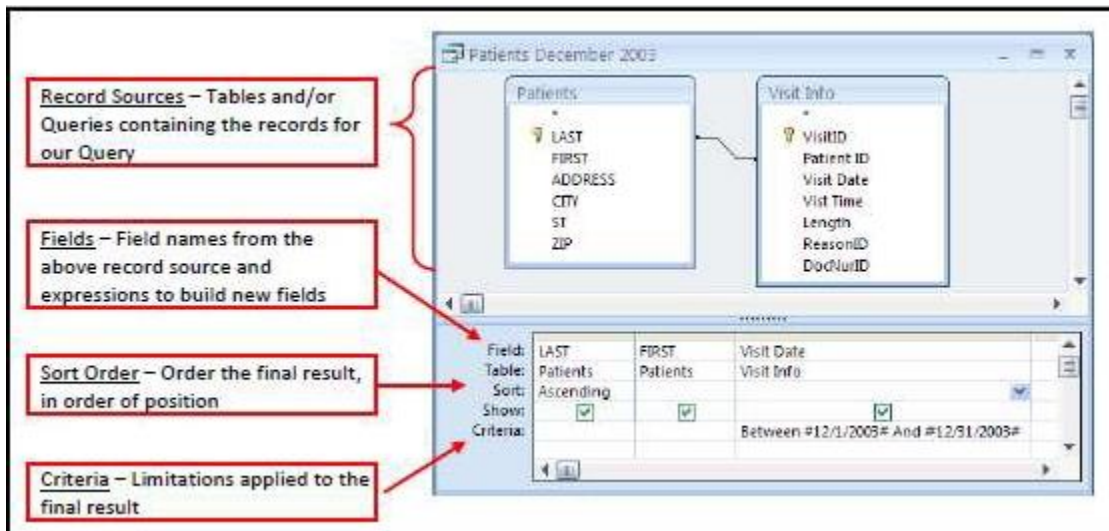 Record Sources – Tables and/or
Queries containing the records for
our Query
Fields – Field names from the
above record source and
expressions to build new fields
Sort Order – Order the final result,
in order of position
Criteria – Limitations applied to the
final result
Patients December 2003
Patients
*
LAST
FIRST
ADDRESS
CITY
ST
ZIP
Visit Info
*
VisitID
Patient ID
Visit Date
Vist Time
Length
ReasonID
DocNurID
Field: LAST FIRST Visit Date
Table: Patients Patients Visit Info
Sort: Ascending
Show:
Criteria: Between #12/1/2003# And #12/31/2003#